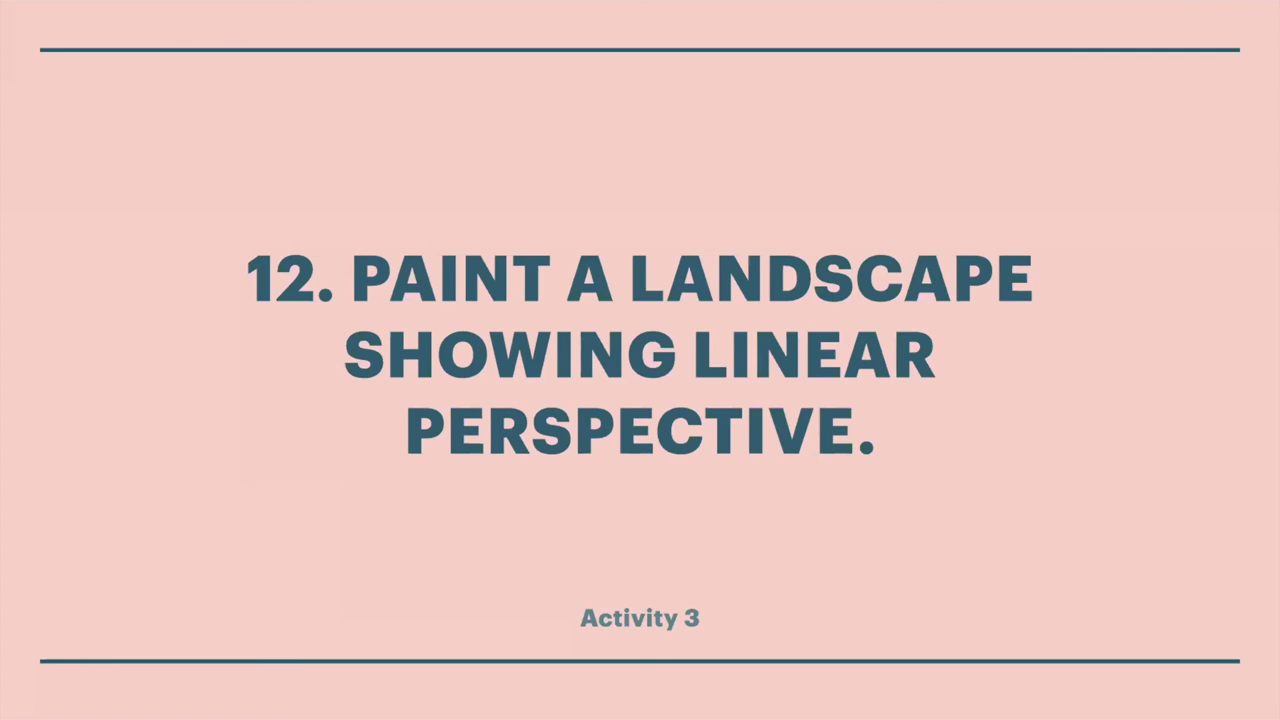 12. PAINT A LANDSCAPE
SHOWING LINEAR
PERSPECTIVE.
Activity 3